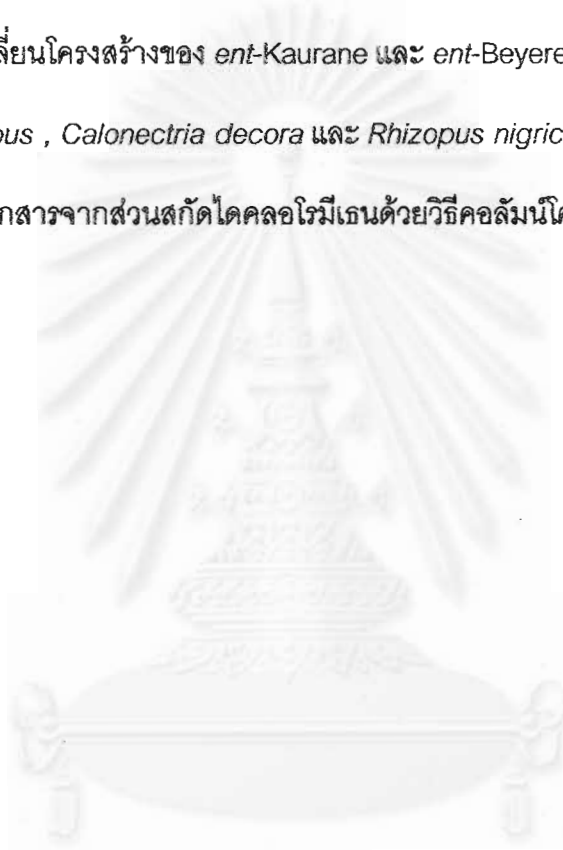 ลี่ยนโครงสร้างของ ent-Kaurane และ ent-Beyere
ous , Calonectria decora และ Rhizopus nigric
กสารจากส่วนสกัดไดคลอโรมีเธนด้วยวิธีคอลัมน์โค